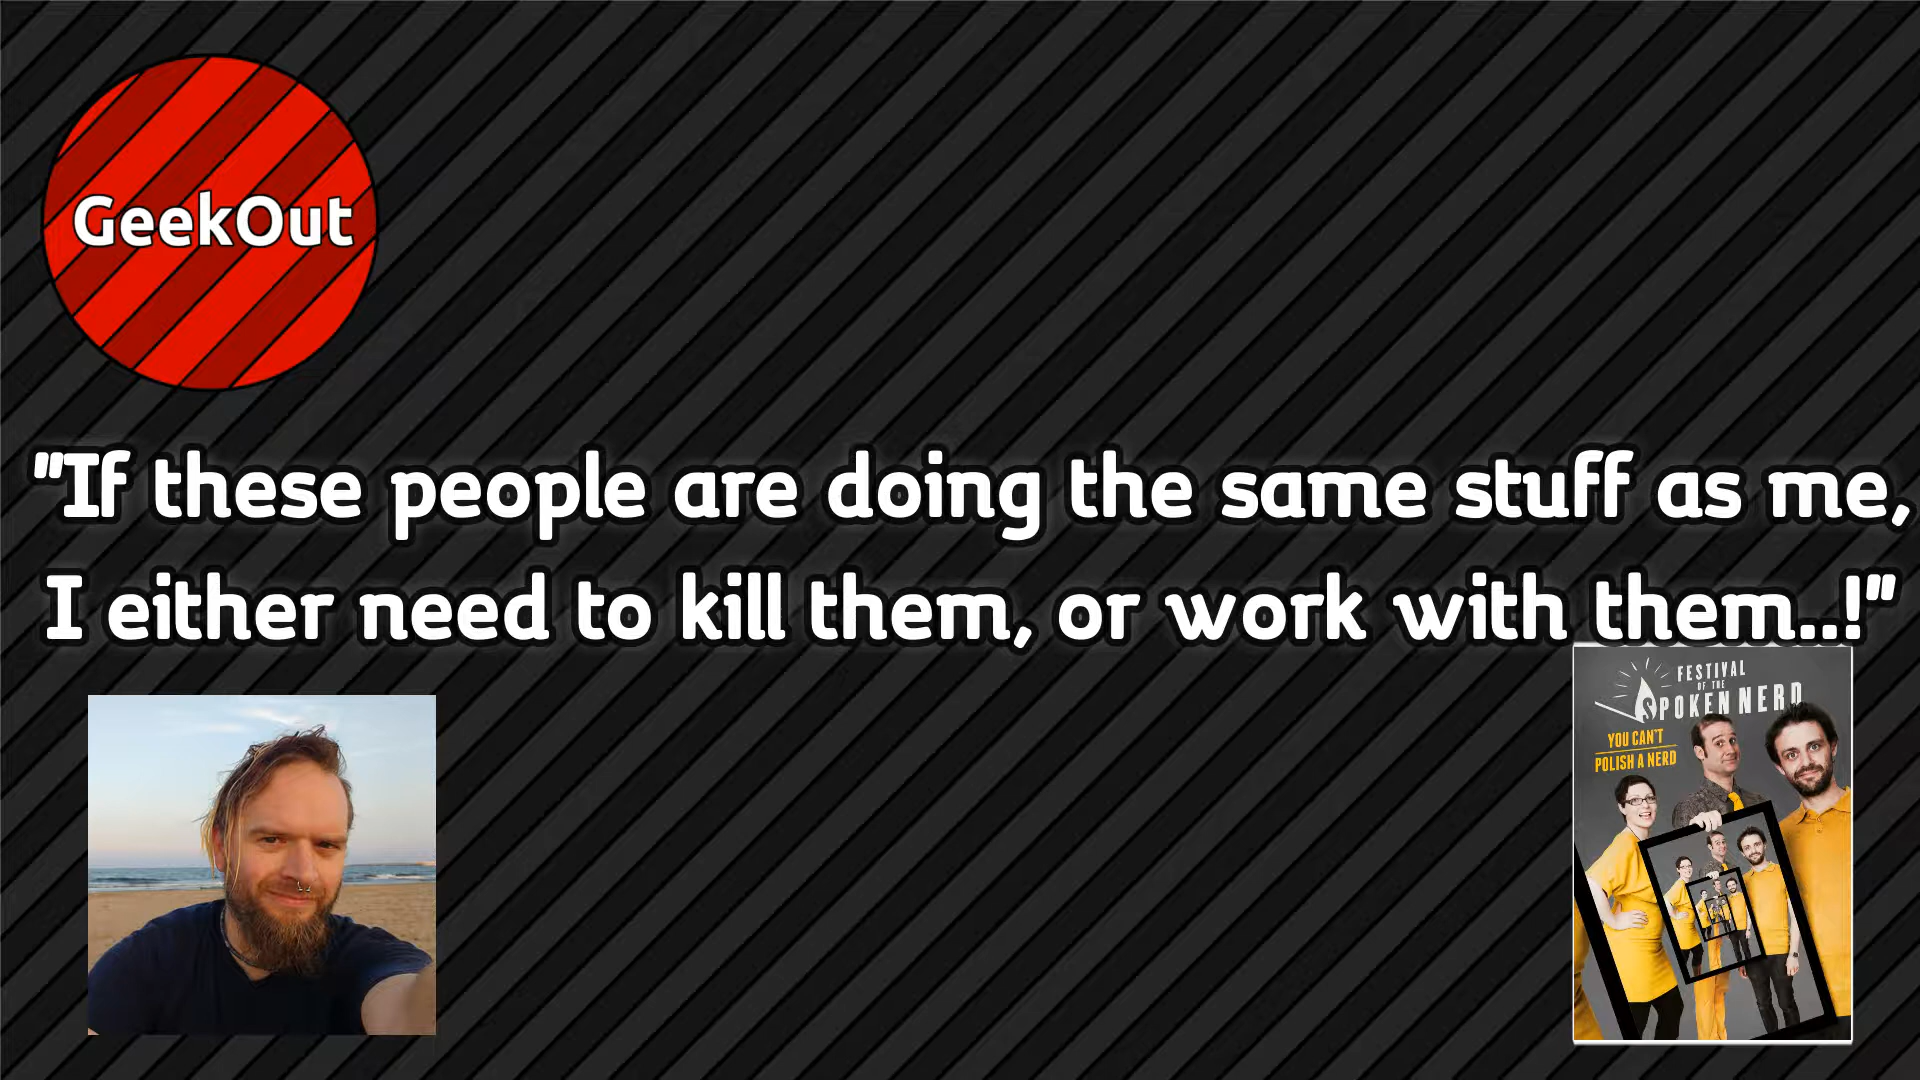 GeekOut
"If these people are doing the same stuff as me,
I either need to kill them, or work with them..!"
FESTIVAL
OF THE
SPOKEN NERD
YOU CAN'T
POLISH A NERD